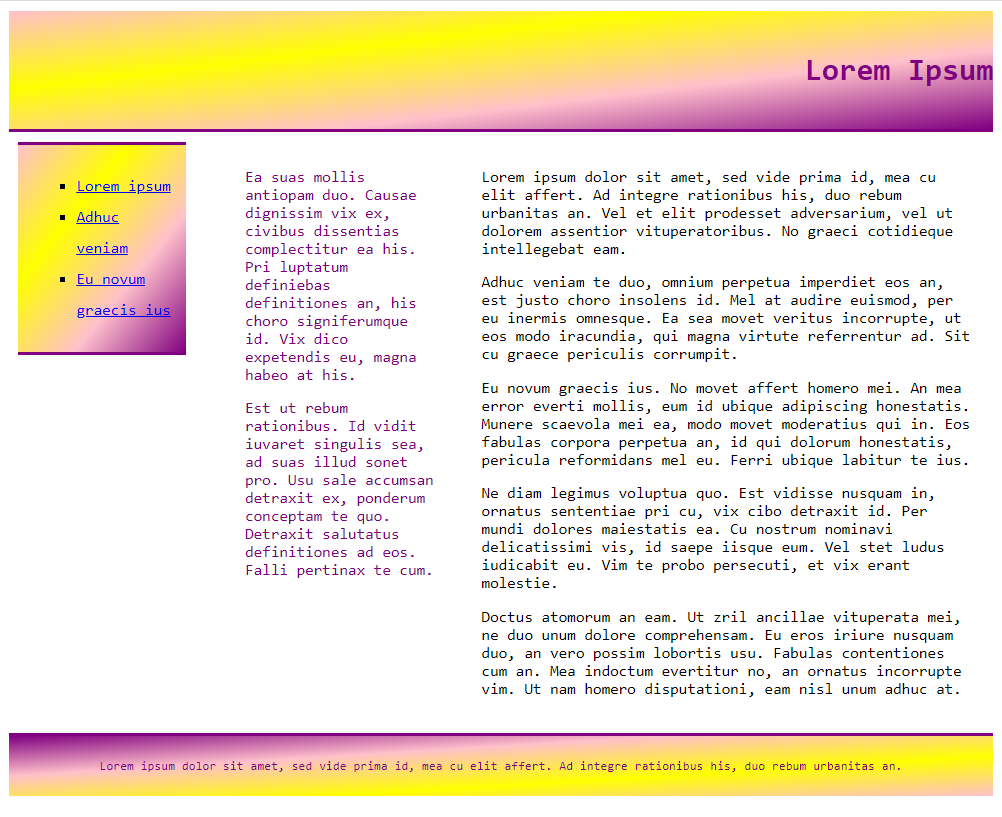 Lorem Ipsum
Lorem ipsum
Adhuc
veniam
Eu novum
graecis ius
Ea suas mollis
antiopam duo. Causae
dignissim vix ex,
civibus dissentias
complectitur ea his.
Pri luptatum
definiebas
definitiones an, his
choro signiferumque
id. Vix dico
expetendis eu, magna
habeo at his.
Est ut rebum
rationibus. Id vidit
iuvaret singulis sea,
ad suas illud sonet
pro. Usu sale accumsan
detraxit ex, ponderum
conceptam te quo.
Detraxit salutatus
definitiones ad eos.
Falli pertinax te cum.
Lorem ipsum dolor sit amet, sed vide prima id, mea cu
elit affert. Ad integre rationibus his, duo rebum
urbanitas an. Vel et elit prodesset adversarium, vel ut
dolorem assentior vituperatoribus. No graeci cotidieque
intellegebat eam.
Adhuc veniam te duo, omnium perpetua imperdiet eos an,
est justo choro insolens id. Mel at audire euismod, per
eu inermis omnesque. Ea sea movet veritus incorrupte, ut
eos modo iracundia, qui magna virtute referrentur ad. Sit
cu graece periculis corrumpit.
Eu novum graecis ius. No movet affert homero mei. An mea
error everti mollis, eum id ubique adipiscing honestatis.
Munere scaevola mei ea, modo movet moderatius qui in. Eos
fabulas corpora perpetua an, id qui dolorum honestatis,
pericula reformidans mel eu. Ferri ubique labitur te ius.
Ne diam legimus voluptua quo. Est vidisse nusquam in,
ornatus sententiae pri cu, vix cibo detraxit id. Per
mundi dolores maiestatis ea. Cu nostrum nominavi
delicatissimi vis, id saepe iisque eum. Vel stet ludus
iudicabit eu. Vim te probo persecuti, et vix erant
molestie.
Doctus atomorum an eam. Ut zril ancillae vituperata mei,
ne duo unum dolore comprehensam. Eu eros iriure nusquam
duo, an vero possim lobortis usu. Fabulas contentiones
cum an. Mea indoctum evertitur no, an ornatus incorrupte
vim. Ut nam homero disputationi, eam nisl unum adhuc at.
Lorem ipsum dolor sit amet, sed vide prima id, mea cu elit affert. Ad integre rationibus his, duo rebum urbanitas an.